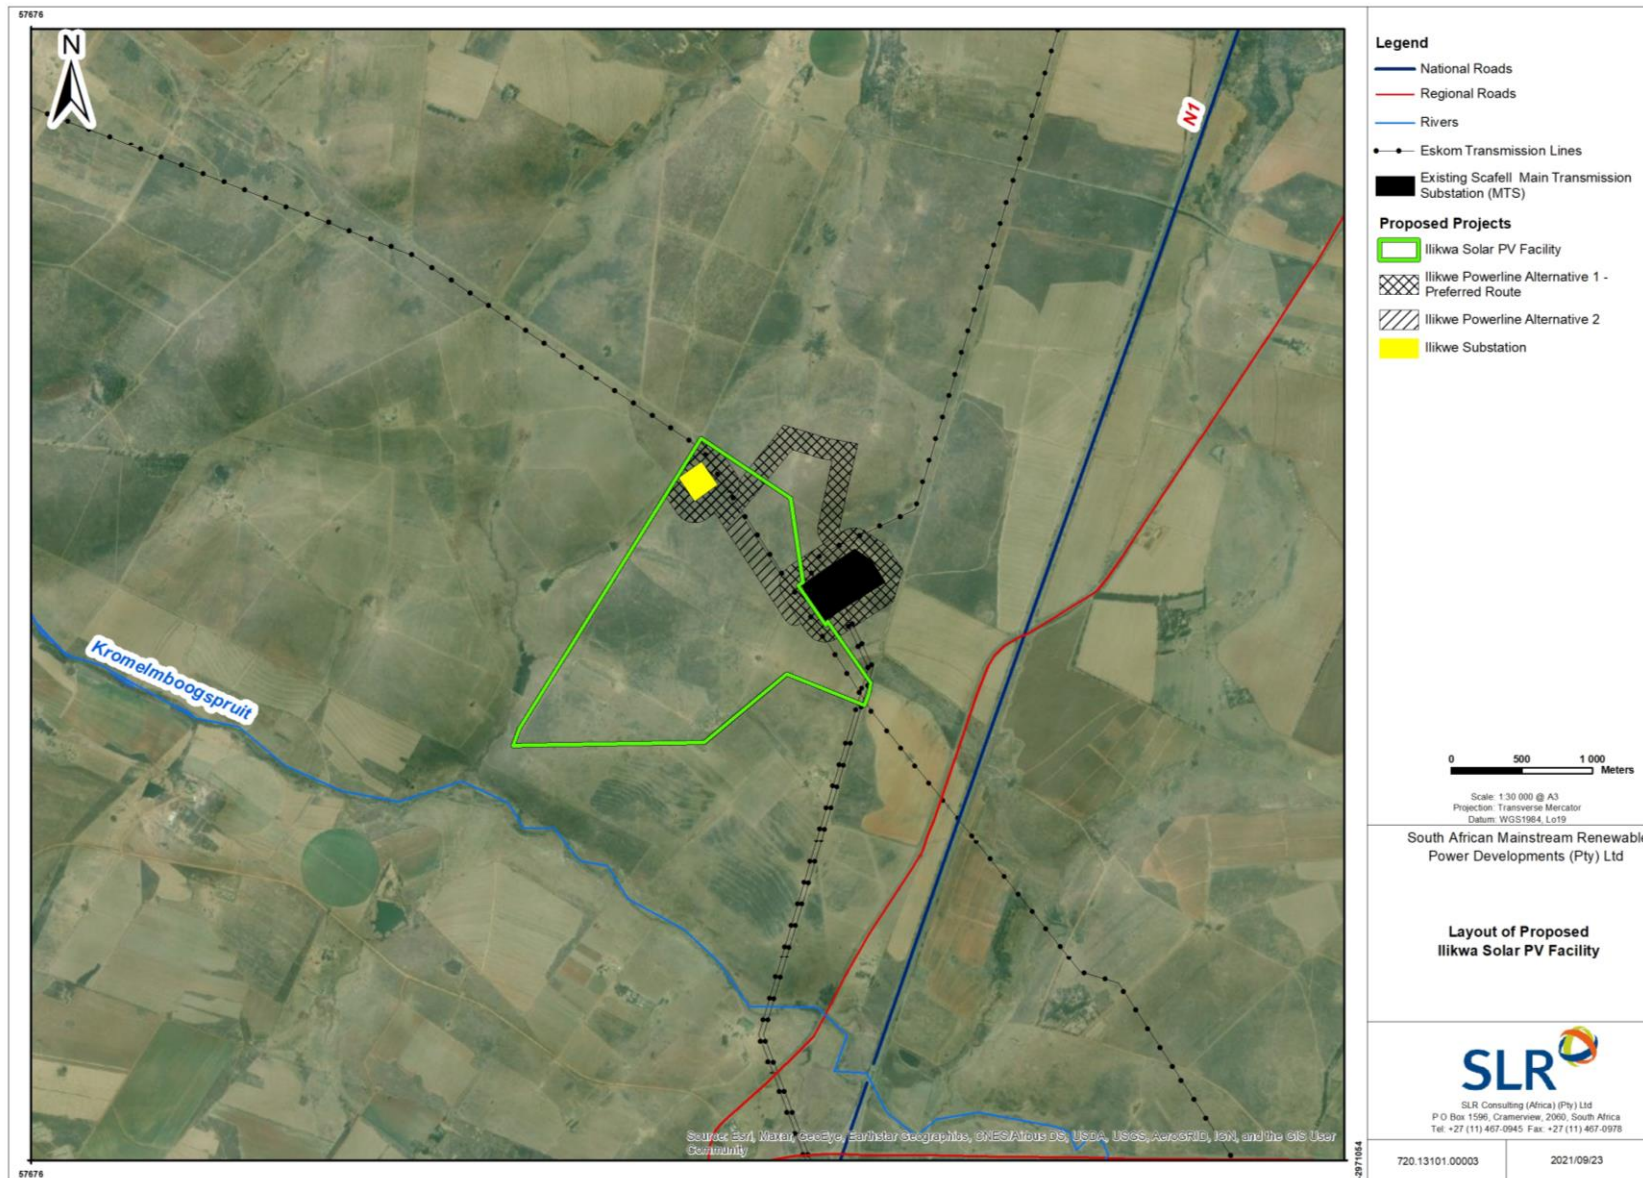 57676
N
N1
Kromelmboogspruit
Source: Esri, Maxar, GeoEye, Earthstar Geographics, CNES/Airbus DS, USDA, USGS, AeroGRID, IGN, and the GIS User
Community
57676
-2971054
Legend
National Roads
Regional Roads
Rivers
Eskom Transmission Lines
Existing Scafell Main Transmission
Substation (MTS)
Proposed Projects
Ilikwa Solar PV Facility
Ilikwe Powerline Alternative 1 -
Preferred Route
Ilikwe Powerline Alternative 2
Ilikwe Substation
0 500 1 000
Meters
Scale: 1:30 000 @ A3
Projection: Transverse Mercator
Datum: WGS1984, Lo19
South African Mainstream Renewable
Power Developments (Pty) Ltd
Layout of Proposed
Ilikwa Solar PV Facility
SLR
SLR Consulting (Africa) (Pty) Ltd
P O Box 1596, Cramerview, 2060, South Africa
Tel: +27 (11) 467-0945 Fax: +27 (11) 467-0978
720.13101.00003
2021/09/23